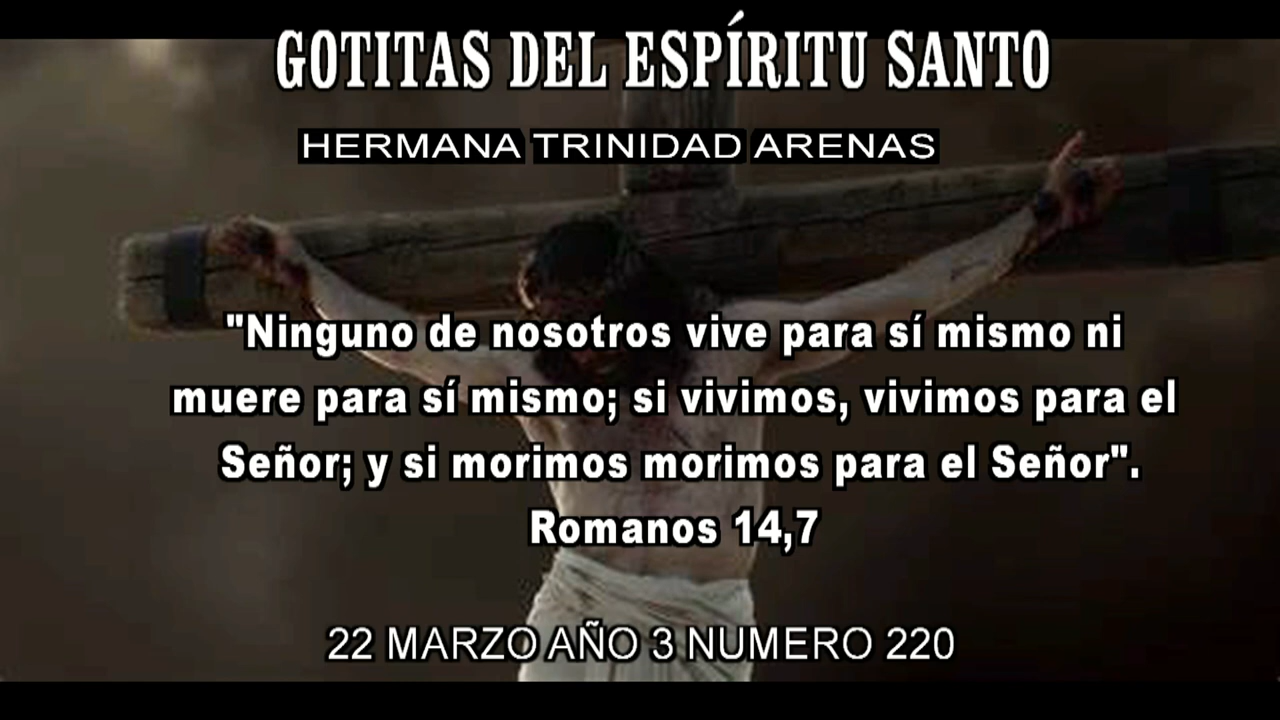 GOTITAS DEL ESPÍRITU SANTO
HERMANA TRINIDAD ARENAS
"Ninguno de nosotros vive para sí mismo ni
muere para sí mismo; si vivimos, vivimos para el
Señor; y si morimos morimos para el Señor".
Romanos 14,7
22 MARZO AÑO 3 NUMERO 220